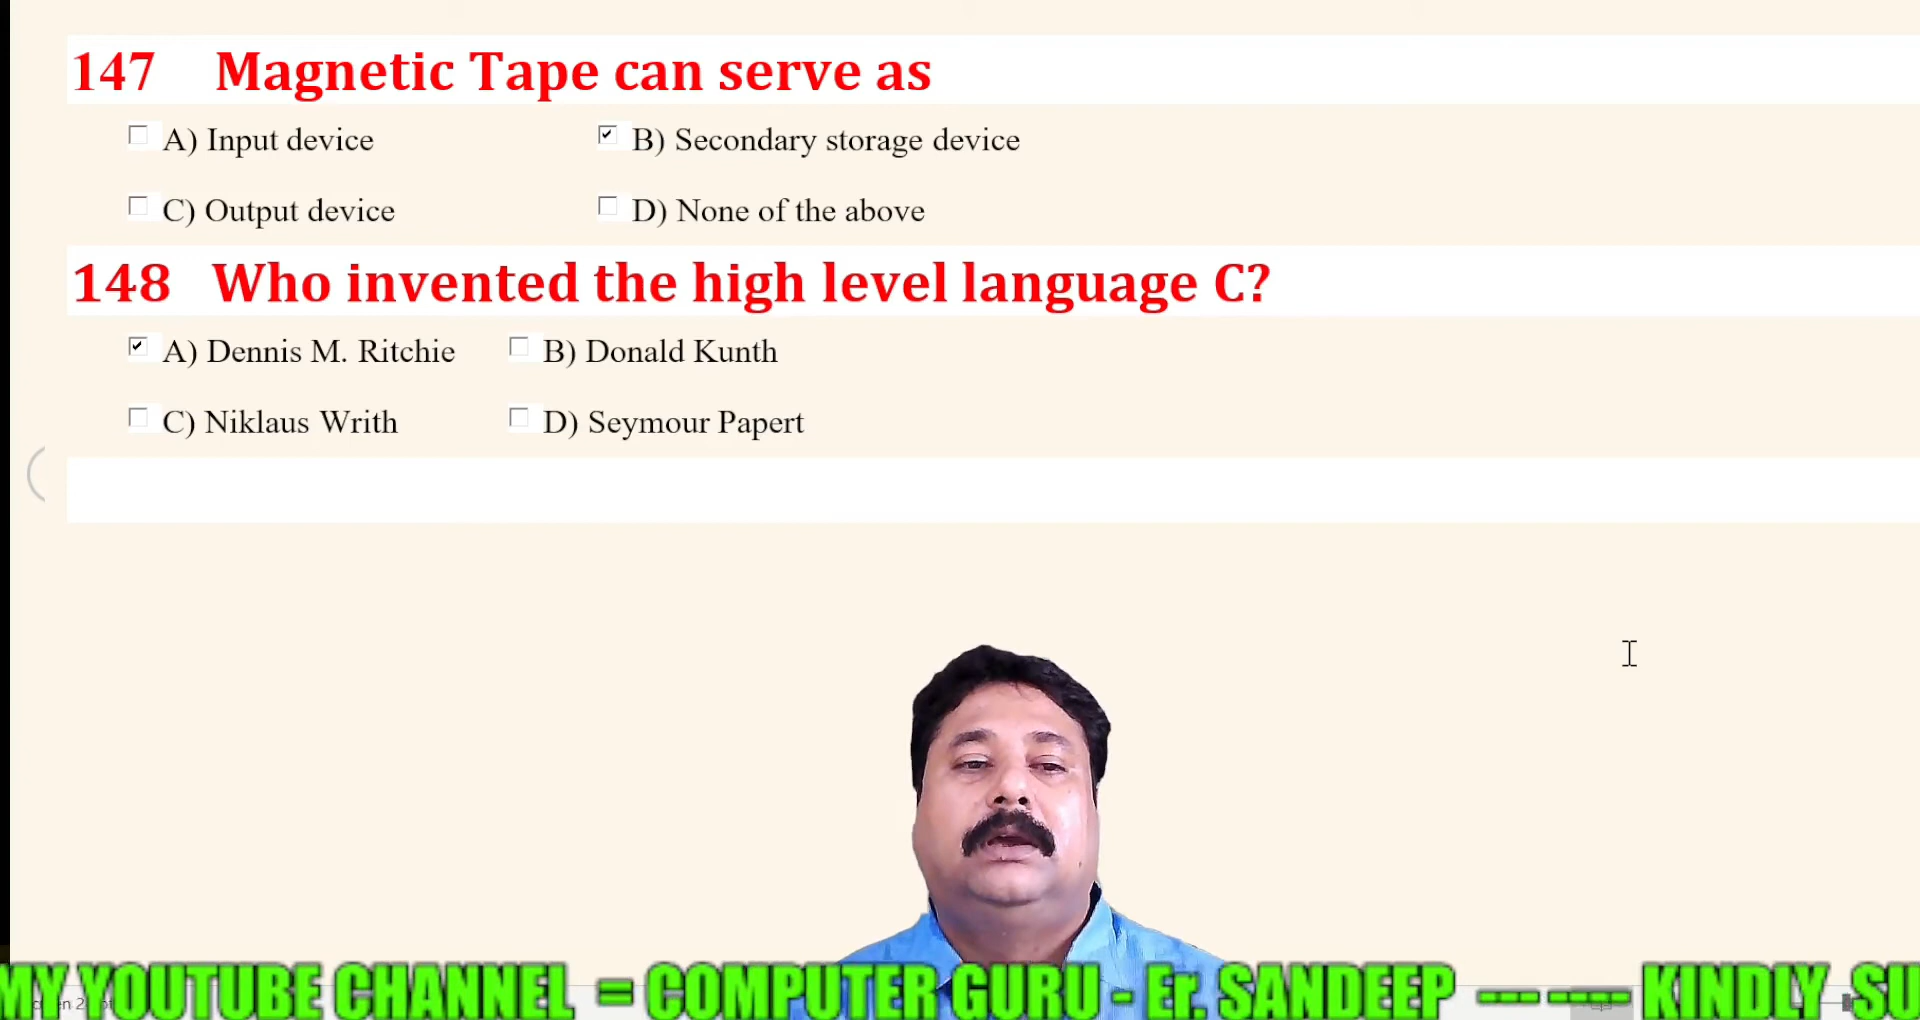 147 Magnetic Tape can serve as
A) Input device B) Secondary storage device
C) Output device D) None of the above
148 Who invented the high level language C?
A) Dennis M. Ritchie B) Donald Kunth
C) Niklaus Writh D) Seymour Papert
MY YOUTUBE CHANNEL = COMPUTER GURU - Er. SANDEEP --- ---- KINDLY SU